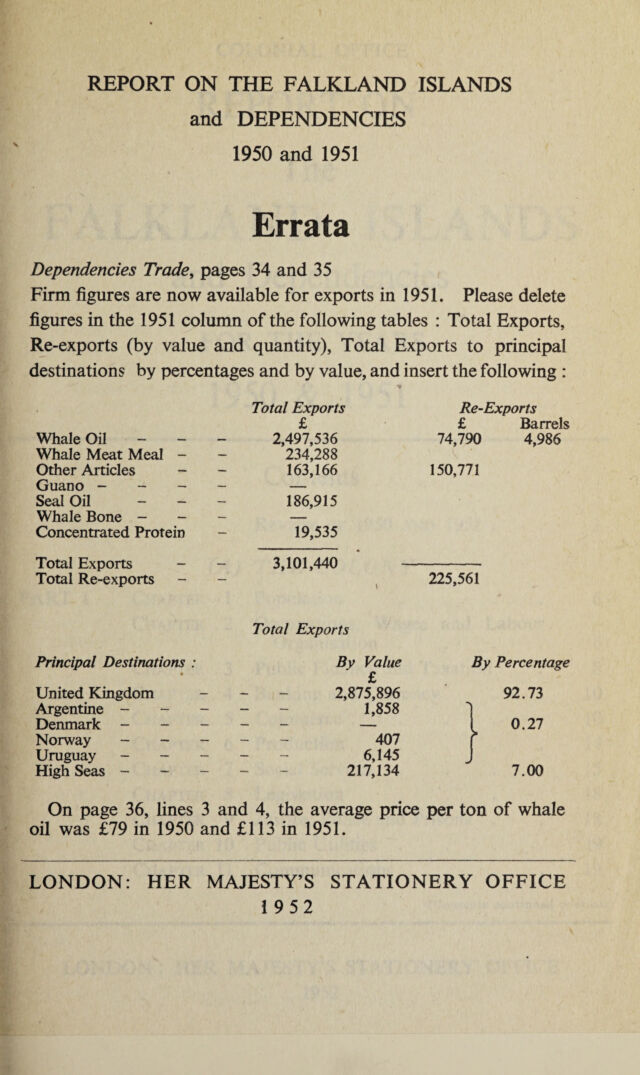 REPORT ON THE FALKLAND ISLANDS
and DEPENDENCIES
1950 and 1951
Errata
Dependencies Trade, pages 34 and 35
Firm figures are now available for exports in 1951. Please delete
figures in the 1951 column of the following tables : Total Exports,
Re-exports (by value and quantity), Total Exports to principal
destinations by percentages and by value, and insert the following :
Total Exports Re-Exports
£ £ Barrels
Whale Oil – – – 2,497,536 74,790 4,986
Whale Meat Meal – – 234,288
Other Articles – – 163,166 150,771
Guano – – – – —
Seal Oil – – – 186,915
Whale Bone – – – —
Concentrated Protein – 19,535
Total Exports – – 3,101,440
Total Re-exports – – 225,561
Total Exports
Principal Destinations : By Value By Percentage
£
United Kingdom – – – 2,875,896 92.73
Argentine – – – – – 1,858
Denmark – – – – – — 0.27
Norway – – – – – 407
Uruguay – – – – – 6,145
High Seas – – – – – 217,134 7.00
On page 36, lines 3 and 4, the average price per ton of whale
oil was £79 in 1950 and £113 in 1951.
LONDON: HER MAJESTY'S STATIONERY OFFICE
1952